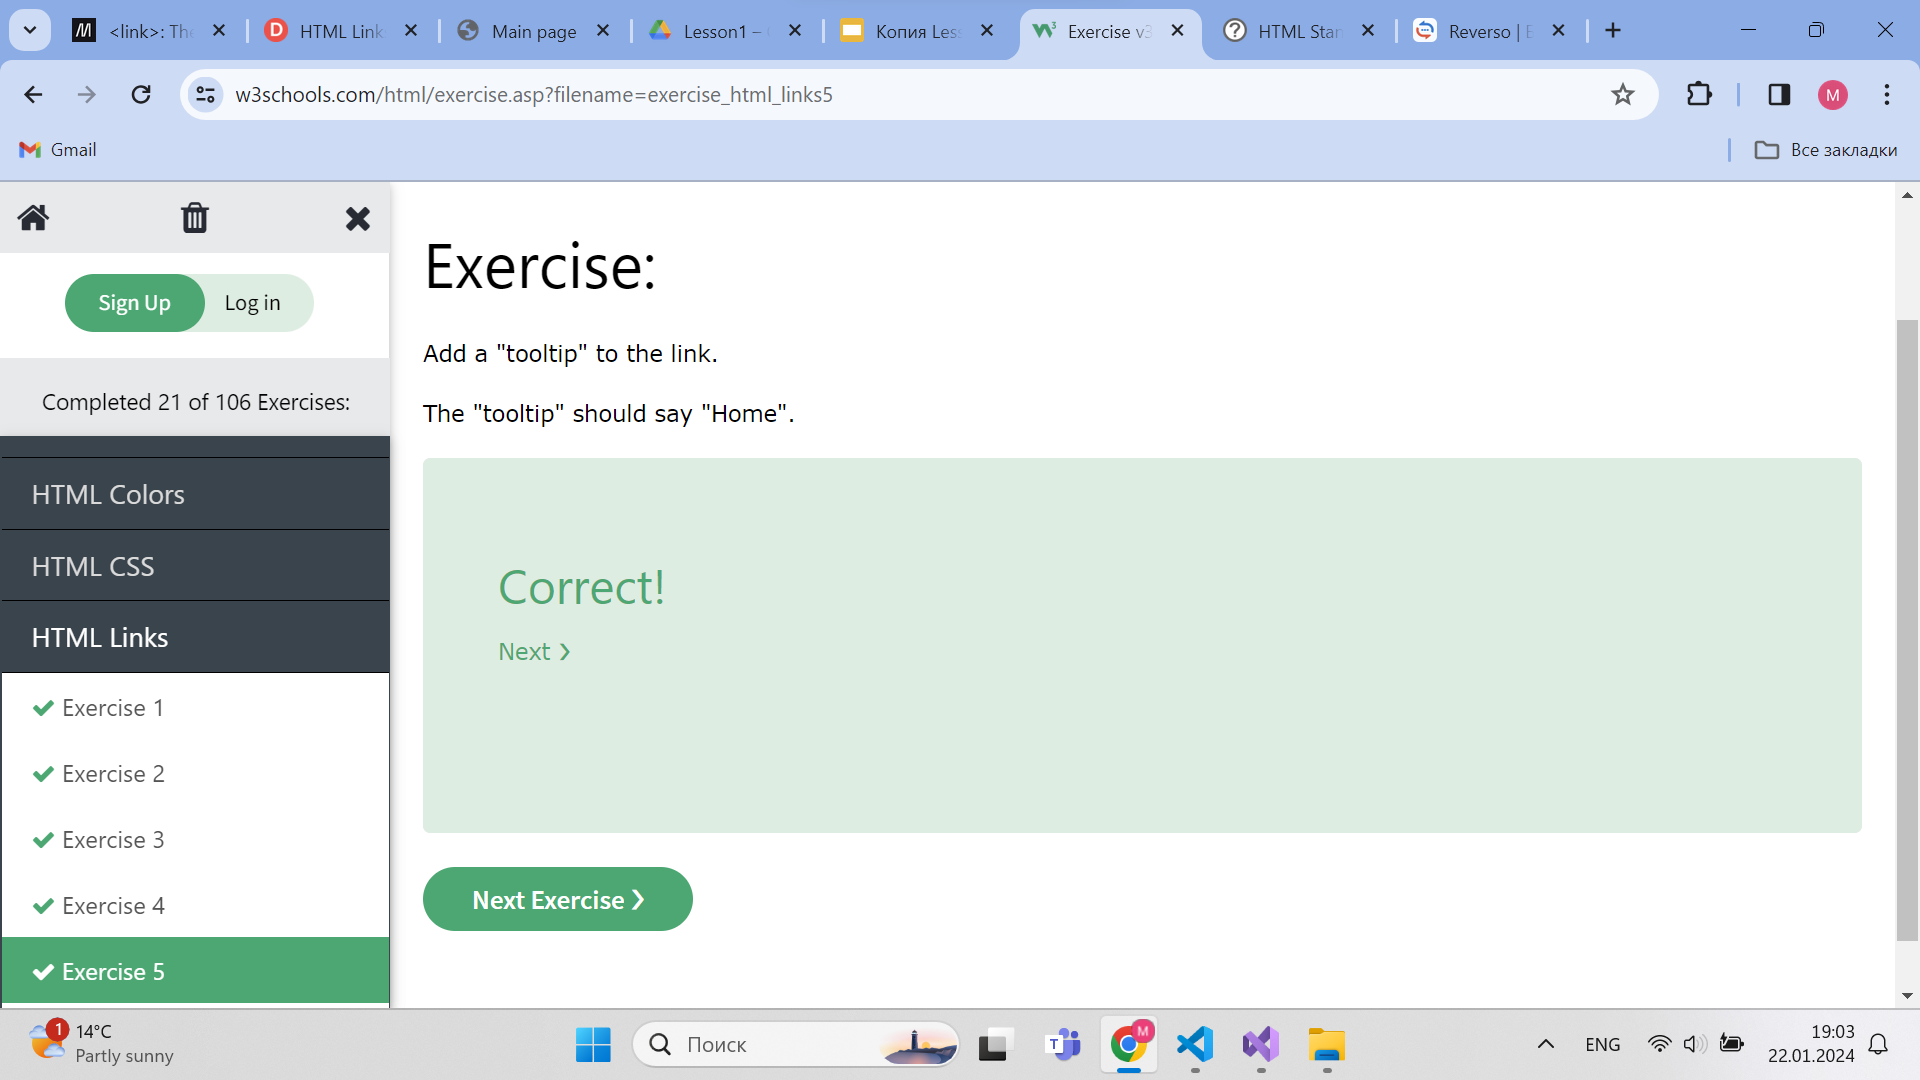 <link>: The
HTML Link
Main page
Lesson1 –
Копия Less
Exercise v3
HTML Star
Reverso | E
w3schools.com/html/exercise.asp?filename=exercise_html_links5
M
Gmail
Все закладки
Sign Up
Log in
Completed 21 of 106 Exercises:
HTML Colors
HTML CSS
HTML Links
Exercise 1
Exercise 2
Exercise 3
Exercise 4
Exercise 5
Exercise:
Add a "tooltip" to the link.
The "tooltip" should say "Home".
Correct!
Next ❯
Next Exercise ❯
1
14°C
Partly sunny
Поиск
M
ENG
19:03
22.01.2024